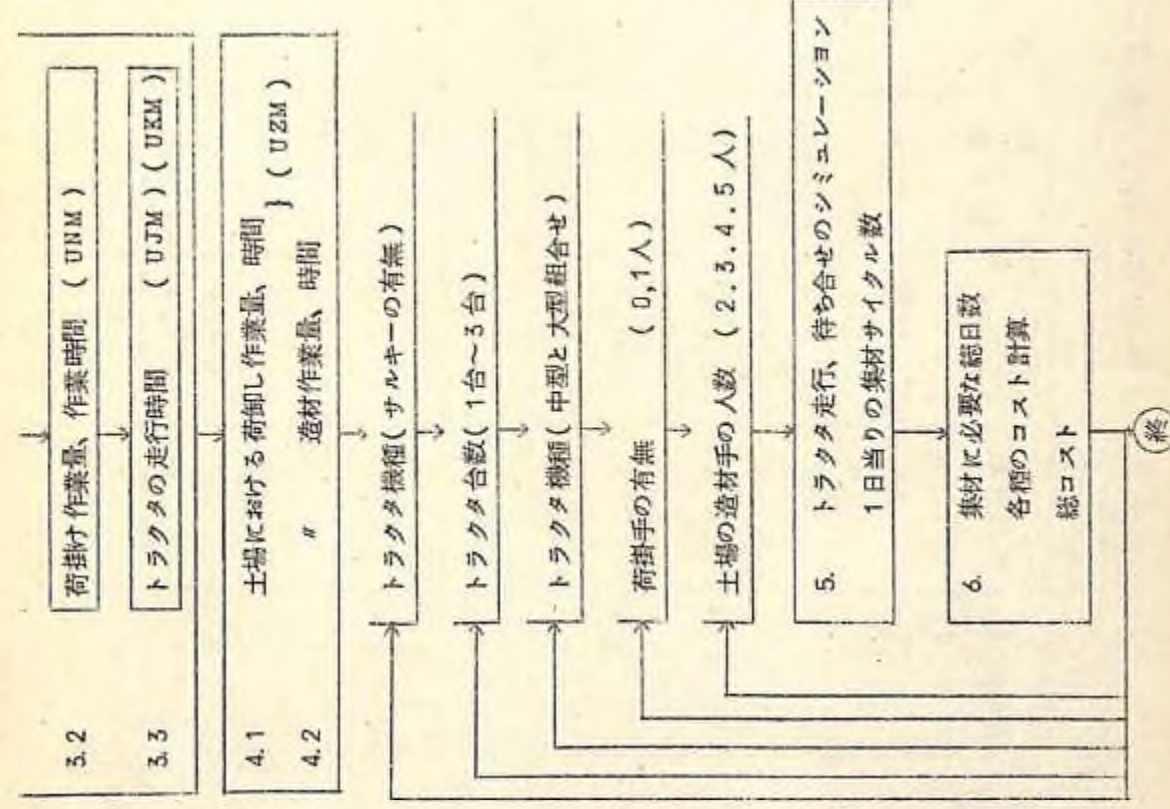 3.2 荷掛け作業量、作業時間 (UNM)
3.3 トラクタの走行時間 (UJM)(UKM)
4.1 土場における荷卸し作業量、時間 } (UZM)
4.2 〃 造材作業量、時間
トラクタ機種(サルキーの有無)
トラクタ台数(1台~3台)
トラクタ機種(中型と大型組合せ)
荷掛手の有無 (0,1人)
土場の造材手の人数 (2.3.4.5人)
5. トラクタ走行、待ち合せのシミュレーション
1日当りの集材サイクル数
6. 集材に必要な総日数
各種のコスト計算
総コスト
終